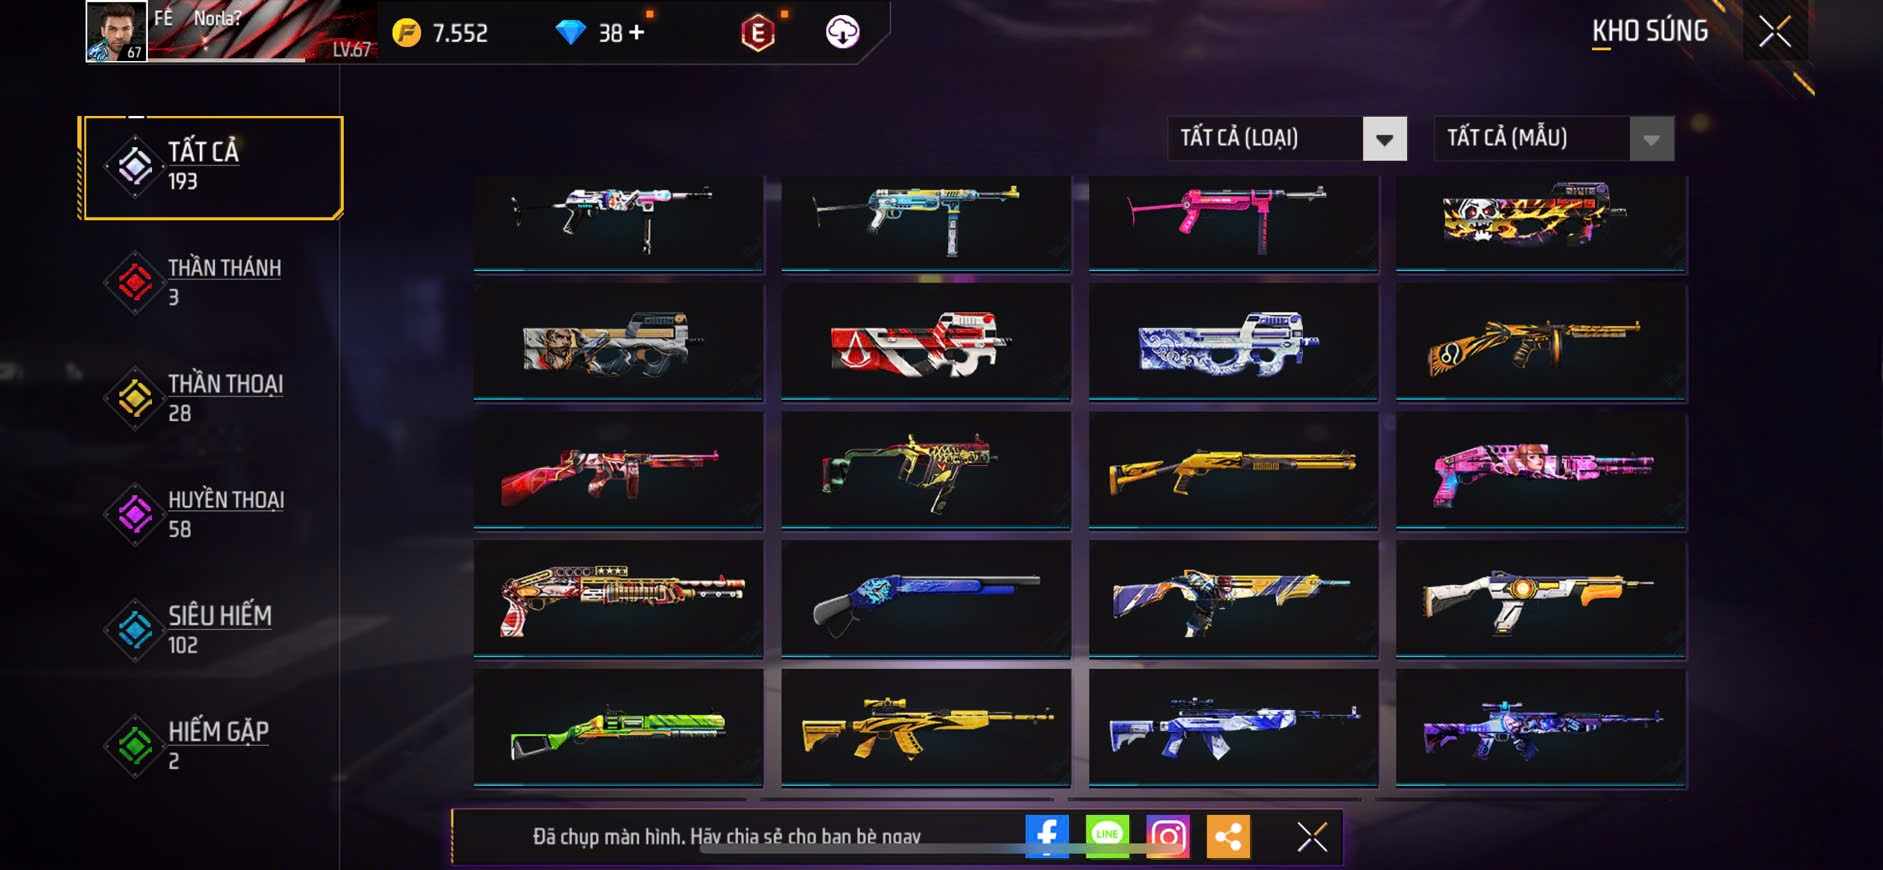 FE Norla?
LV.67
67
7.552
38 +
E
KHO SÚNG
TẤT CẢ (LOẠI)
TẤT CẢ (MẪU)
TẤT CẢ
193
THẦN THÁNH
3
THẦN THOẠI
28
HUYỀN THOẠI
58
SIÊU HIẾM
102
HIẾM GẶP
2
Đã chụp màn hình. Hãy chia sẻ cho bạn bè ngay
LINE